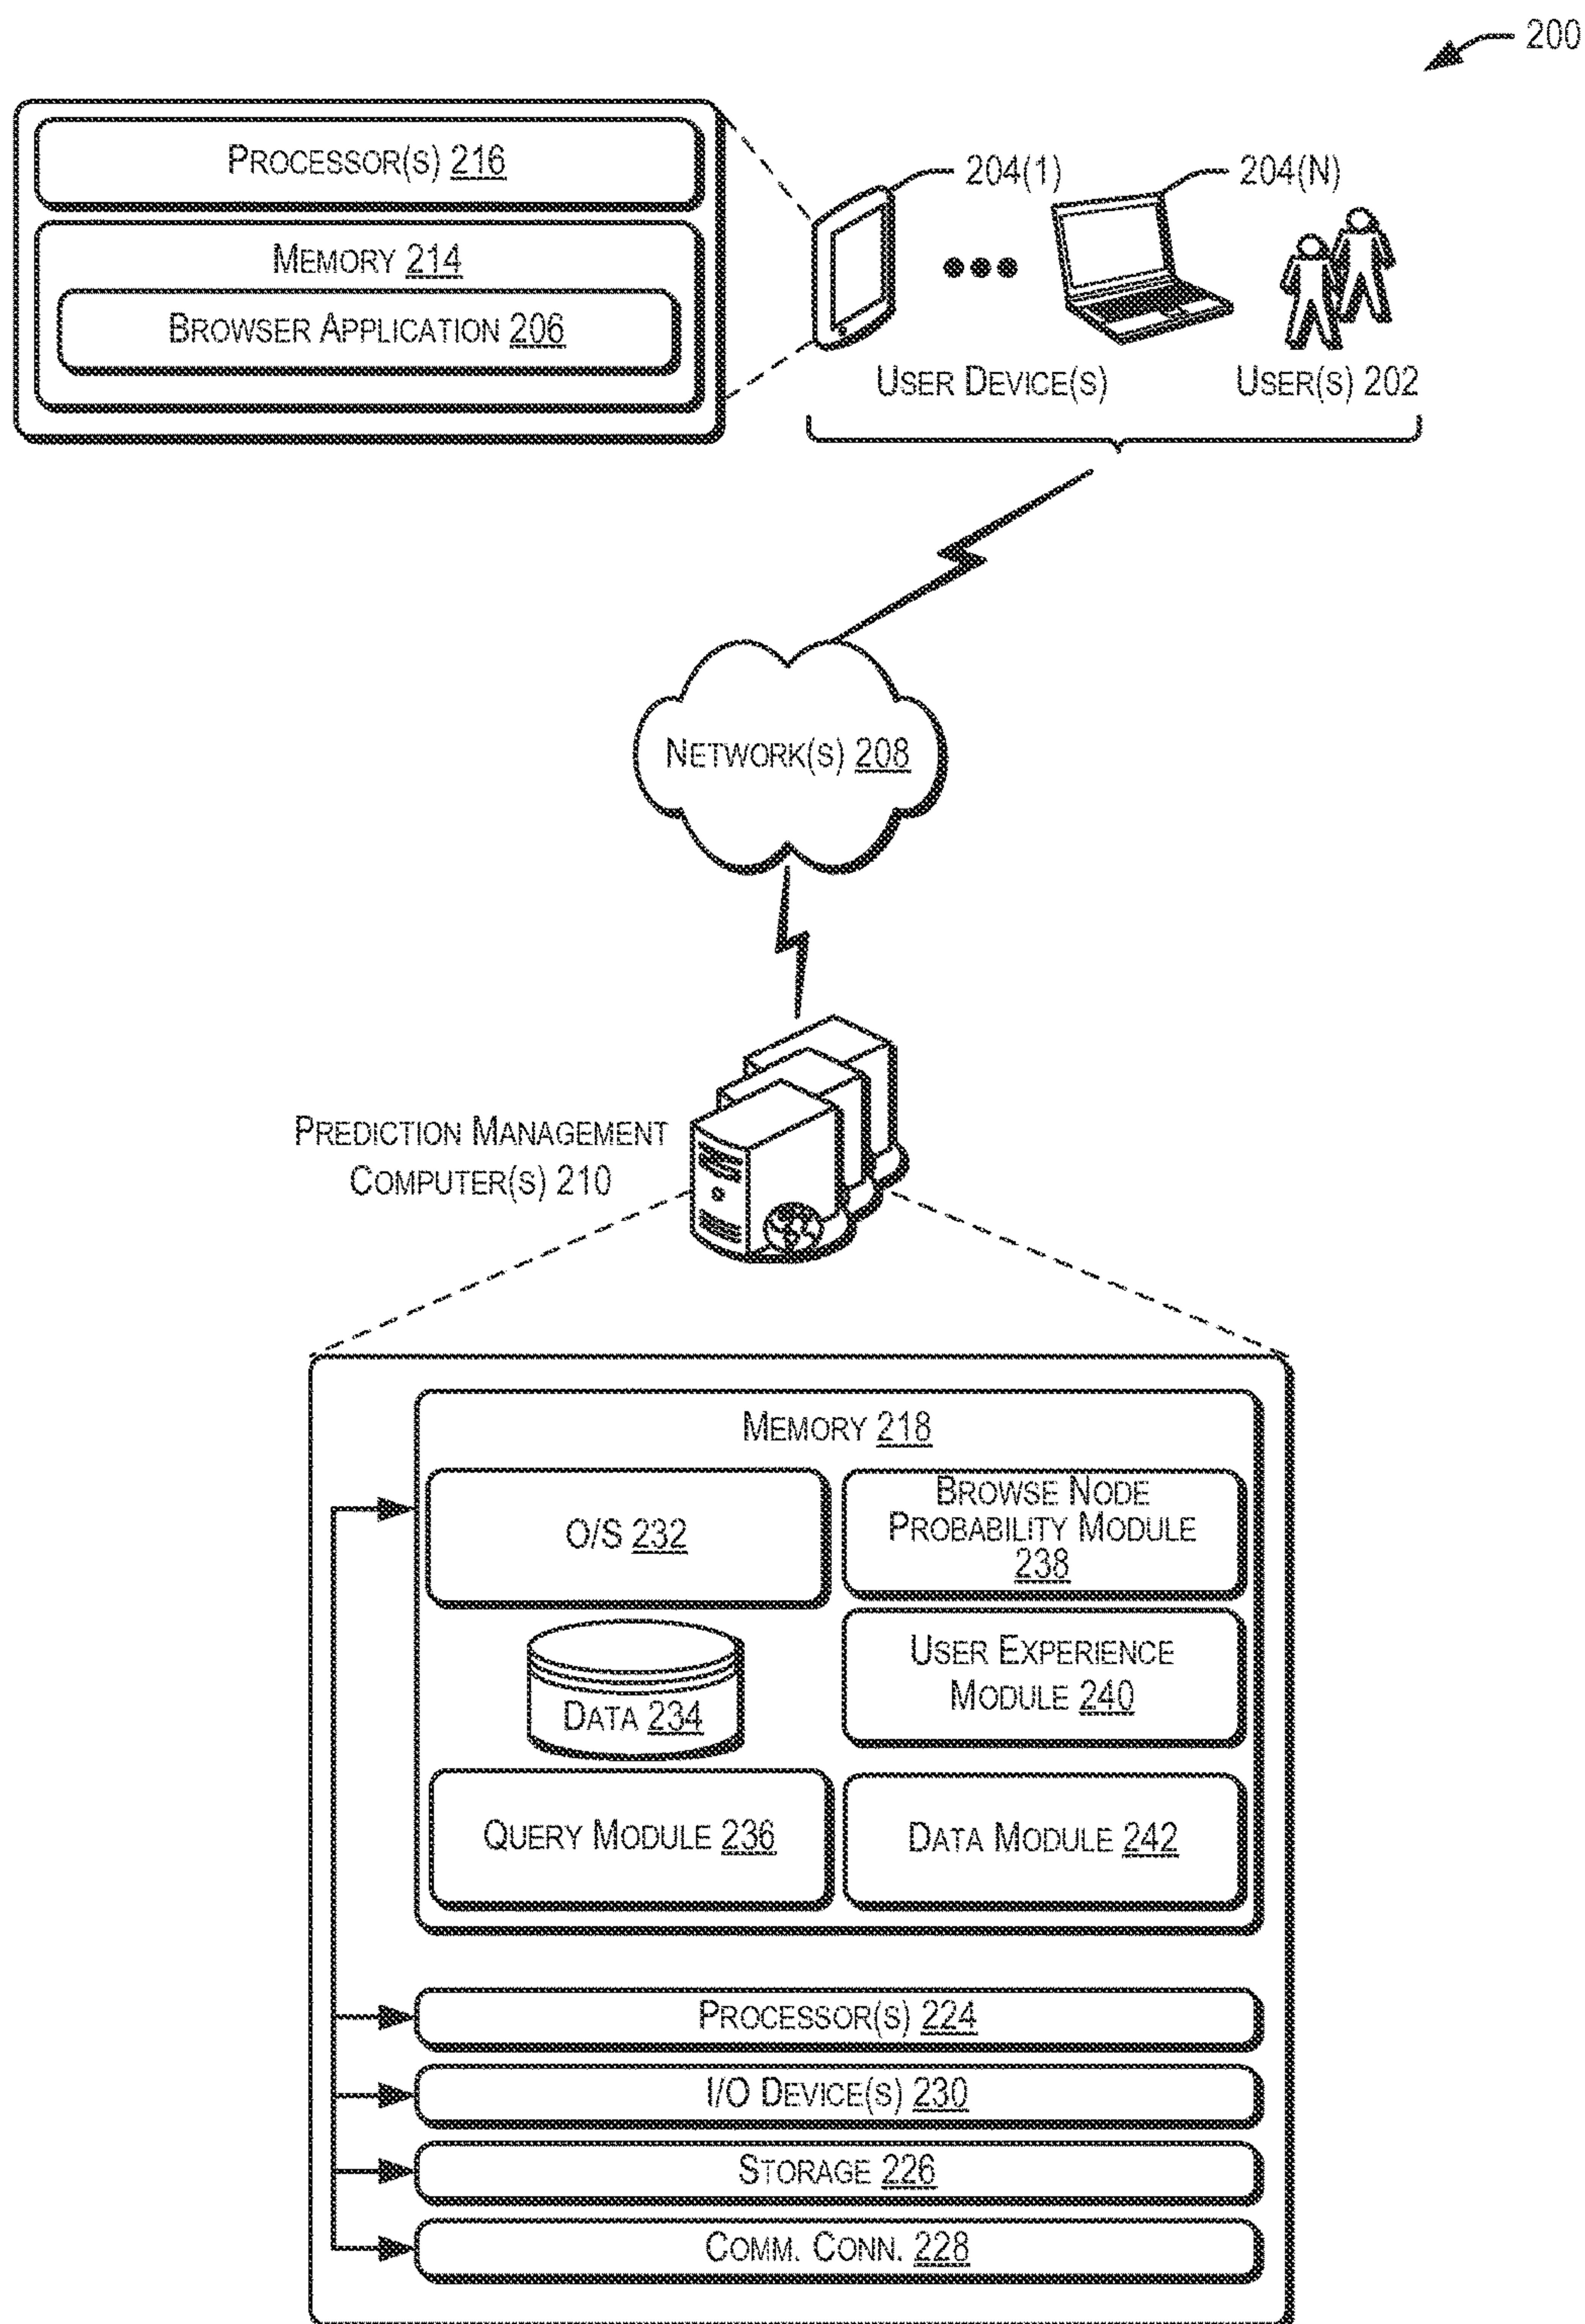 200
PROCESSOR(S) 216
MEMORY 214
BROWSER APPLICATION 206
204(1)
204(N)
USER DEVICE(S)
USER(S) 202
NETWORK(S) 208
PREDICTION MANAGEMENT
COMPUTER(S) 210
MEMORY 218
O/S 232
BROWSE NODE
PROBABILITY MODULE
238
DATA 234
USER EXPERIENCE
MODULE 240
QUERY MODULE 236
DATA MODULE 242
PROCESSOR(S) 224
I/O DEVICE(S) 230
STORAGE 226
COMM. CONN. 228